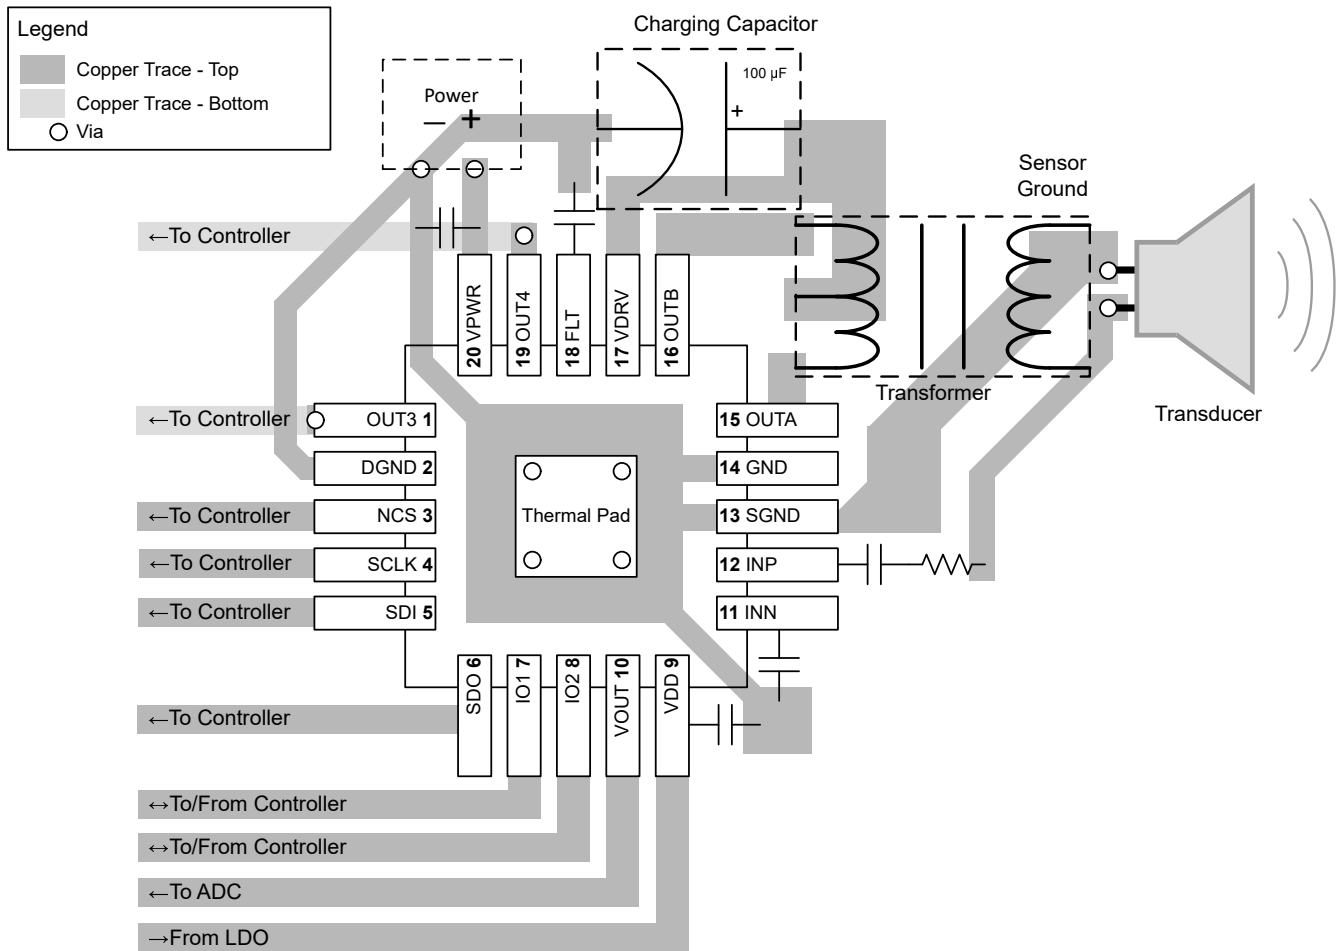 Legend
Copper Trace - Top
Copper Trace - Bottom
Via
Charging Capacitor
100 µF
+
Power
— +
Sensor
Ground
←To Controller
20 VPWR
19 OUT4
18 FLT
17 VDRV
16 OUTB
Transformer
Transducer
←To Controller
OUT3 1
15 OUTA
DGND 2
14 GND
←To Controller
NCS 3
Thermal Pad
13 SGND
←To Controller
SCLK 4
12 INP
←To Controller
SDI 5
11 INN
SDO 6
IO1 7
IO2 8
VOUT 10
VDD 9
←To Controller
↔To/From Controller
↔To/From Controller
←To ADC
→From LDO